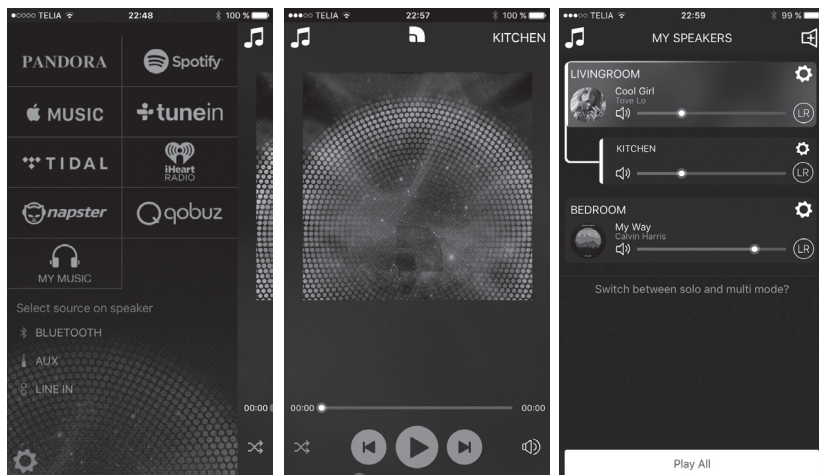 ●○○○○ TELIA 22:48 100 %
PANDORA
Spotify
MUSIC
tunein
TIDAL
iHeart
RADIO
napster
qobuz
MY MUSIC
Select source on speaker
BLUETOOTH
AUX
LINE IN
00:00
●●●○○ TELIA 22:57 100 %
KITCHEN
00:00
00:00
●●●○○ TELIA 22:59 99 %
MY SPEAKERS
LIVINGROOM
Cool Girl
Tove Lo
LR
KITCHEN
LR
BEDROOM
My Way
Calvin Harris
LR
Switch between solo and multi mode?
Play All